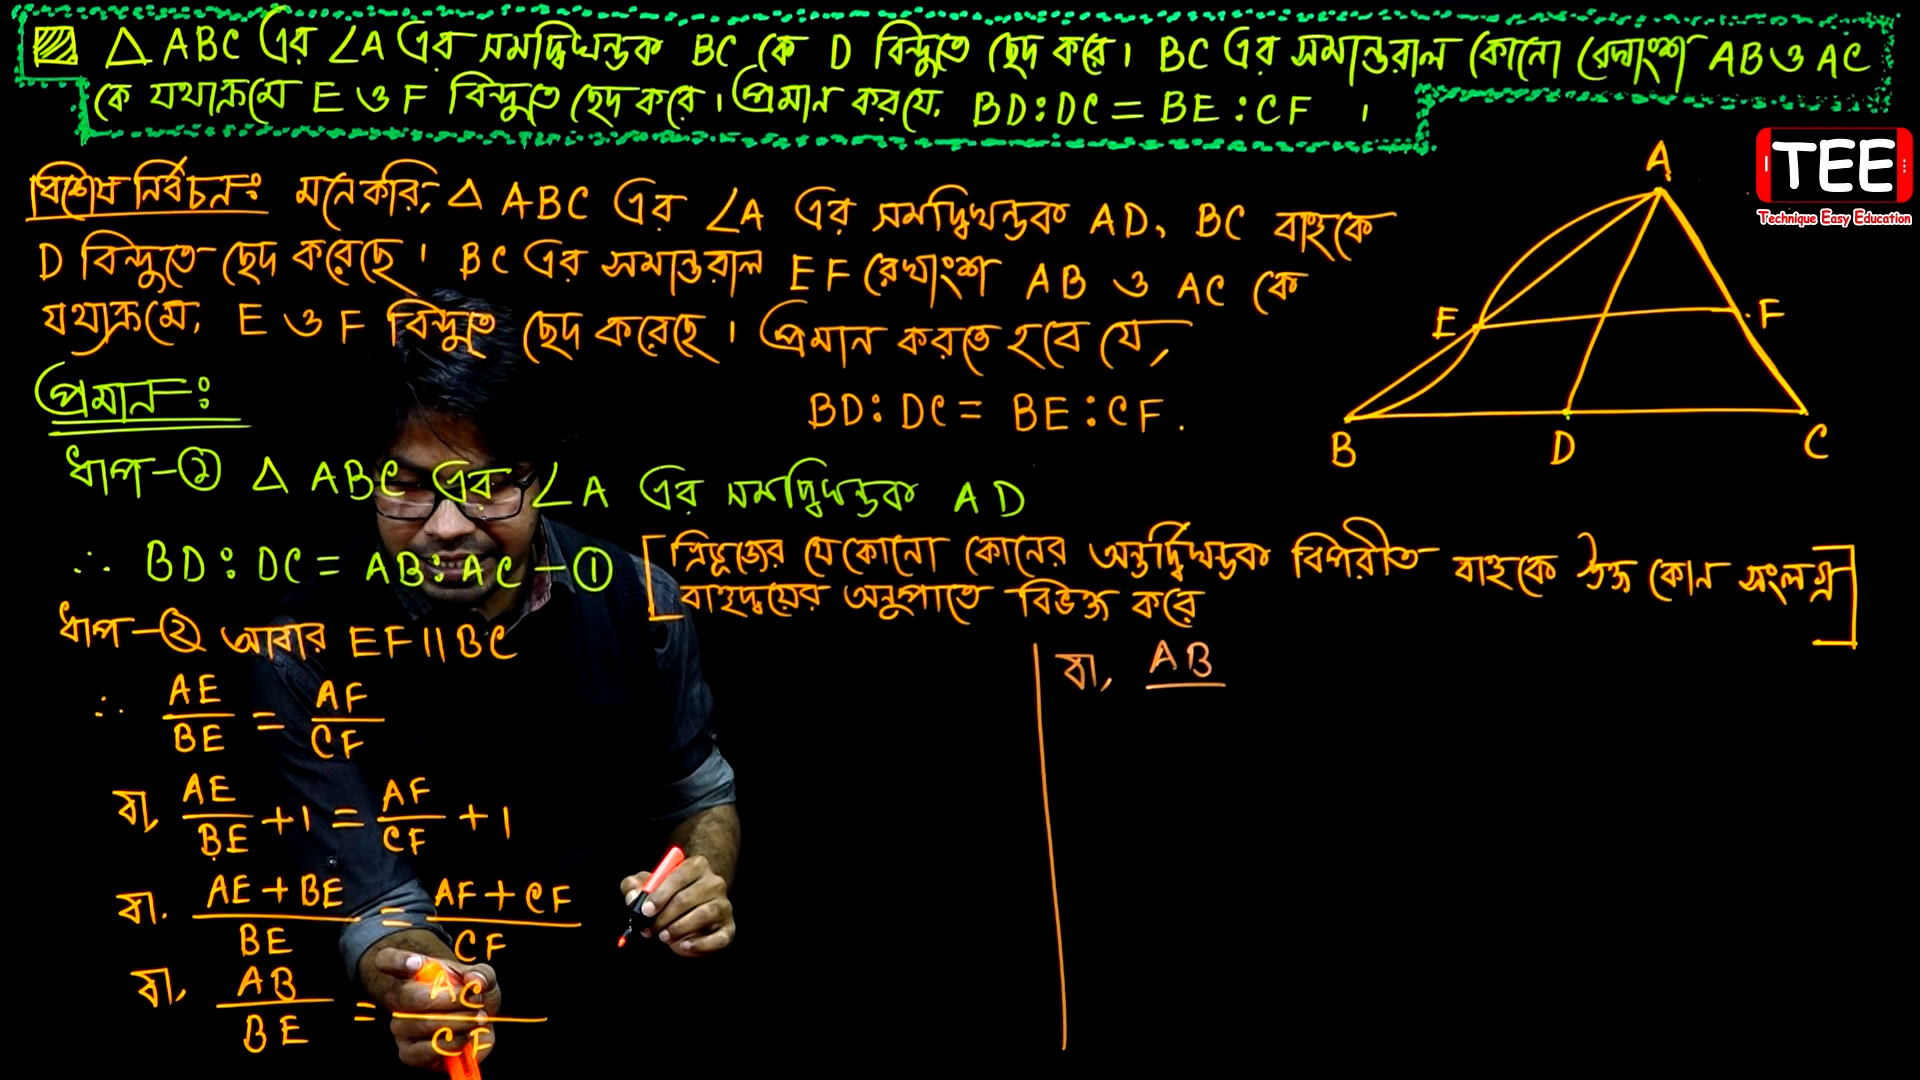 △ ABC এর ∠A এর সমদ্বিখন্ডক BC কে D বিন্দুতে ছেদ করে। BC এর সমান্তরাল কোনো রেখাংশ AB ও AC
কে যথাক্রমে E ও F বিন্দুতে ছেদ করে। প্রমান কর যে, BD:DC = BE:CF ।
TEE
Technique Easy Education
বিশেষ নির্বচন: মনেকরি, △ ABC এর ∠A এর সমদ্বিখন্ডক AD, BC বাহুকে
D বিন্দুতে ছেদ করেছে। BC এর সমান্তরাল EF রেখাংশ AB ও AC কে
যথাক্রমে, E ও F বিন্দুতে ছেদ করেছে। প্রমান করতে হবে যে,
BD:DC = BE:CF.
A
E
F
B
D
C
প্রমান:
ধাপ-① △ ABC এর ∠A এর সমদ্বিখন্ডক AD
∴ BD:DC = AB:AC - ① [ত্রিভূজের যেকোনো কোনের অন্তর্দ্বিখন্ডক বিপরীত বাহুকে উক্ত কোন সংলগ্ন
বাহুদ্বয়ের অনুপাতে বিভক্ত করে]
ধাপ-② আবার EF || BC
∴ AE/BE = AF/CF
বা, AE/BE + 1 = AF/CF + 1
বা, AE + BE/BE = AF + CF/CF
বা, AB/BE = AC/CF
বা, AB